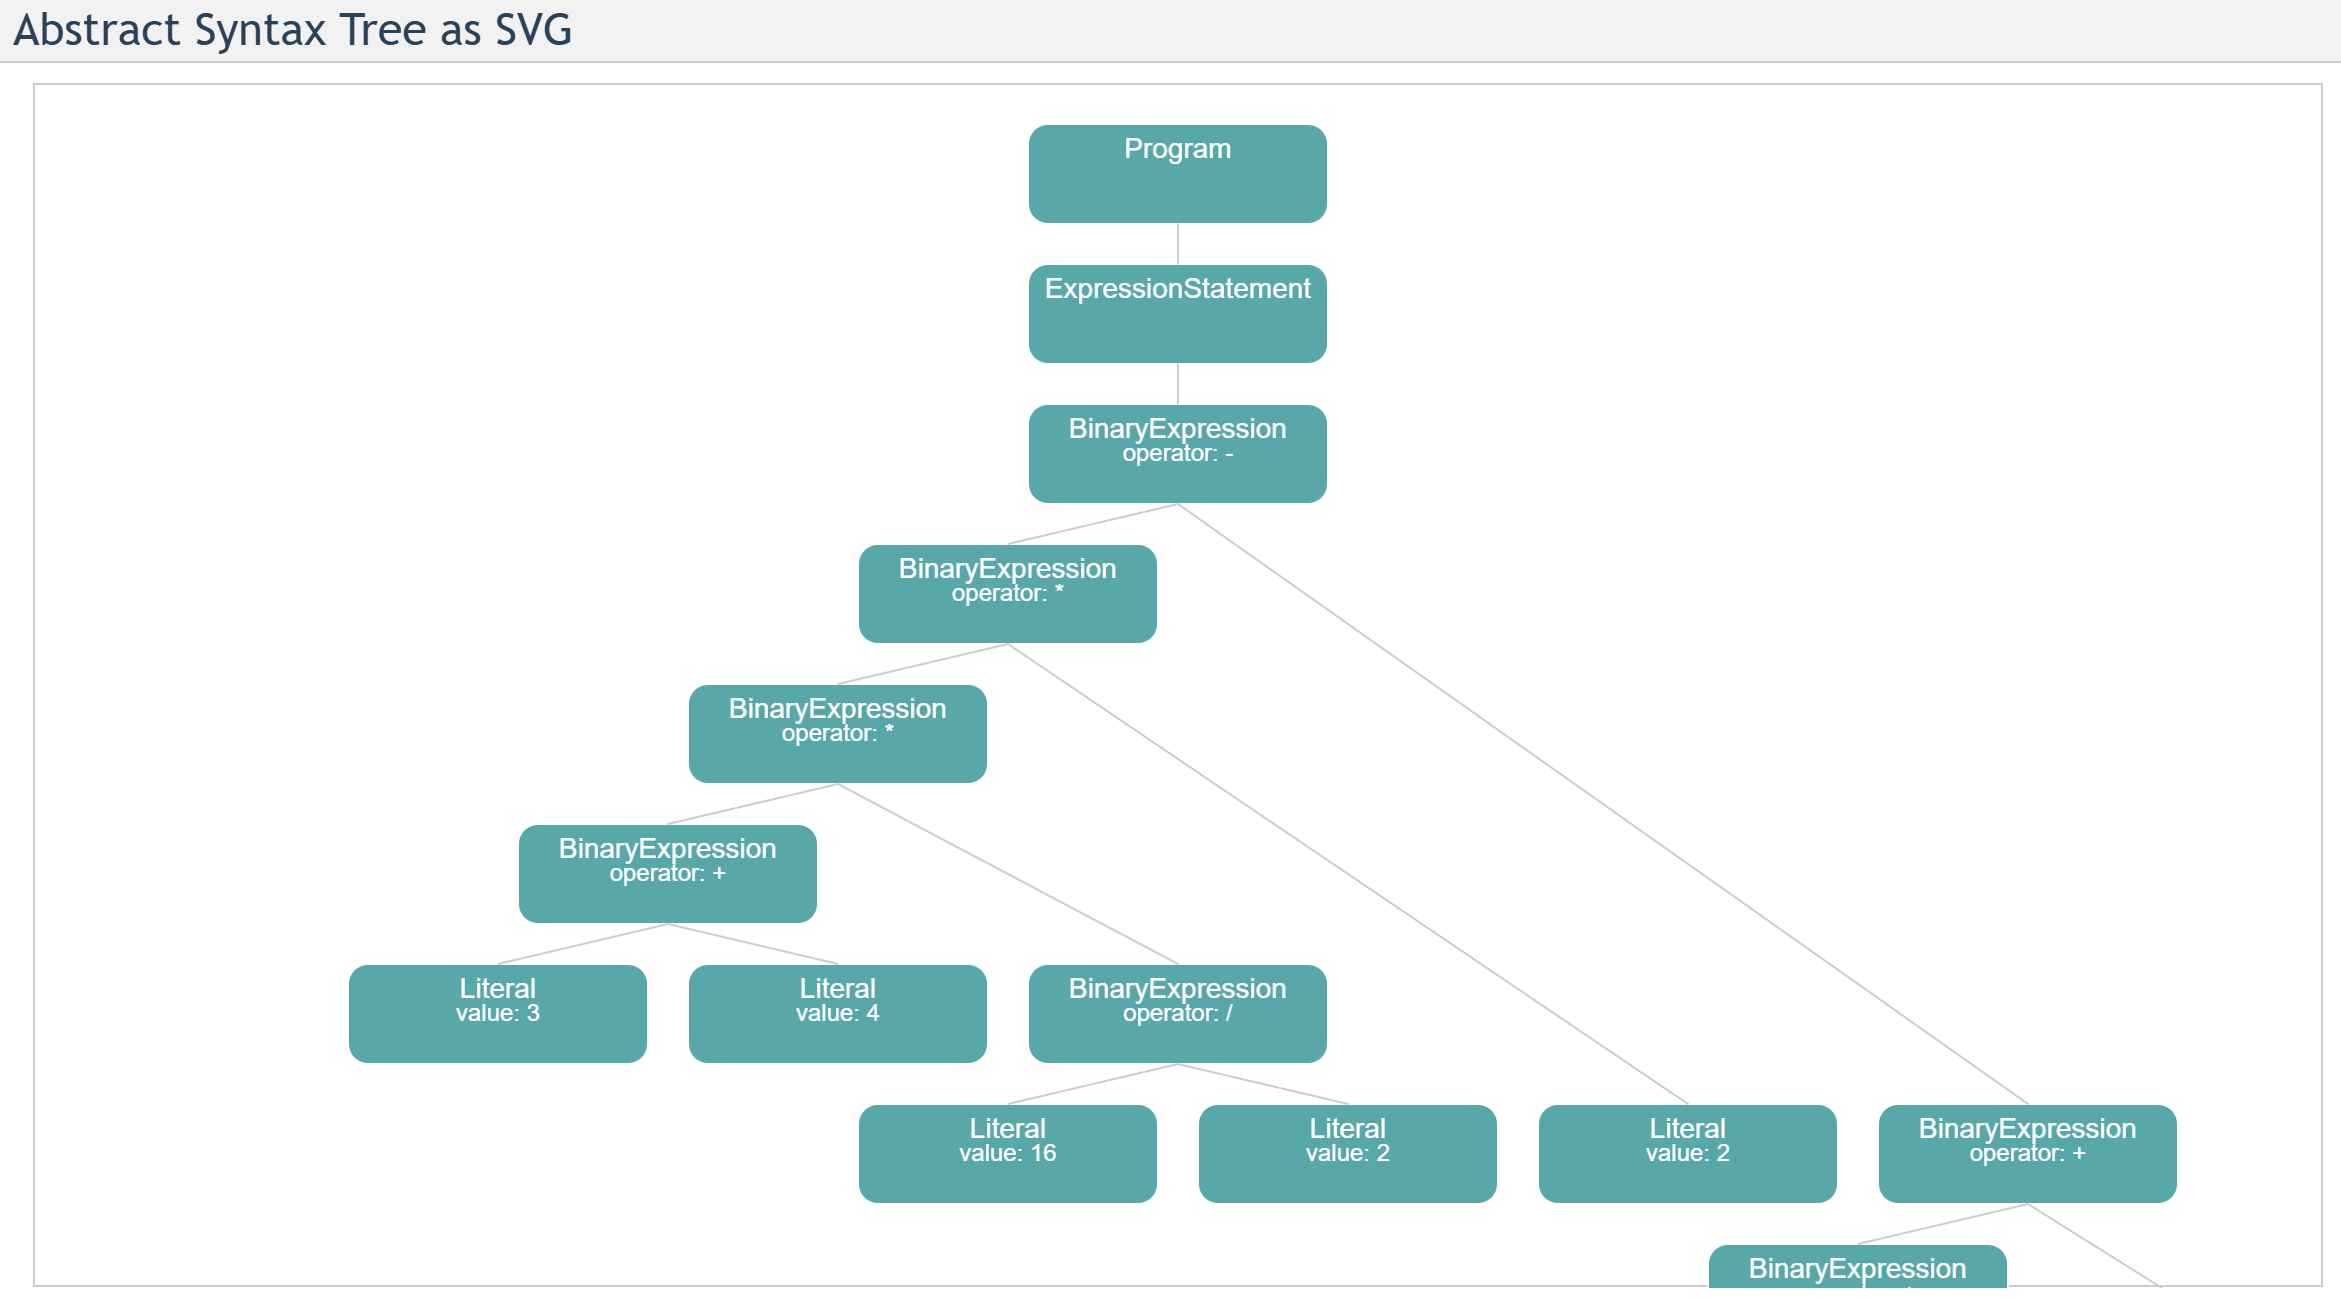 Abstract Syntax Tree as SVG
Program
ExpressionStatement
BinaryExpression
operator: -
BinaryExpression
operator: *
BinaryExpression
operator: *
BinaryExpression
operator: +
Literal
value: 3
Literal
value: 4
BinaryExpression
operator: /
Literal
value: 16
Literal
value: 2
Literal
value: 2
BinaryExpression
operator: +
BinaryExpression